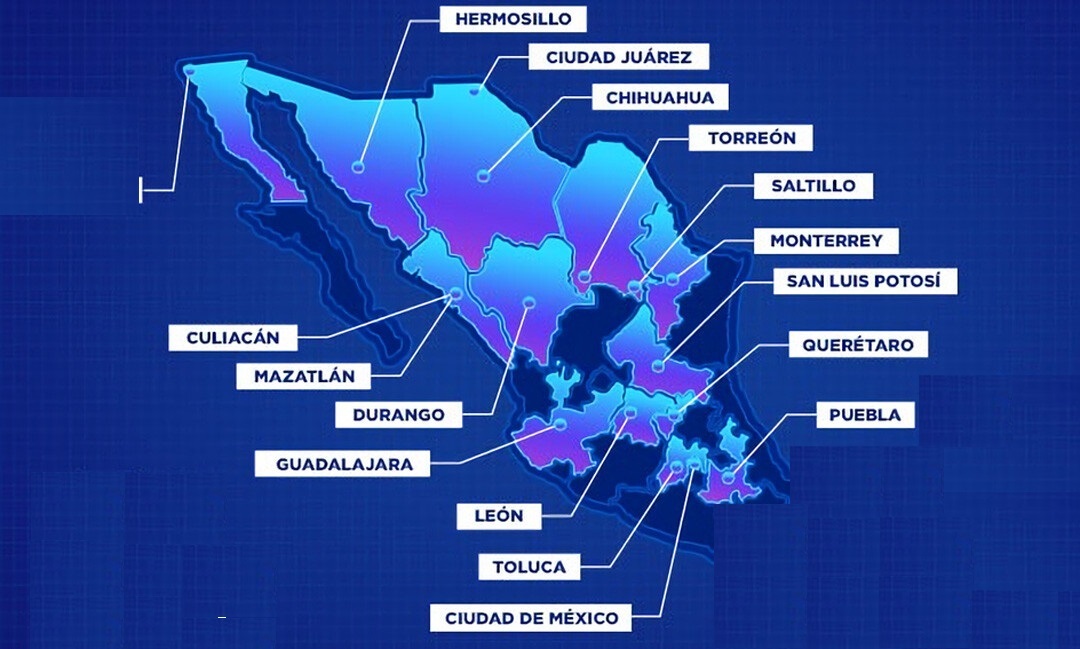 HERMOSILLO
CIUDAD JUÁREZ
CHIHUAHUA
TORREÓN
SALTILLO
MONTERREY
SAN LUIS POTOSÍ
CULIACÁN
QUERÉTARO
MAZATLÁN
DURANGO
PUEBLA
GUADALAJARA
LEÓN
TOLUCA
CIUDAD DE MÉXICO